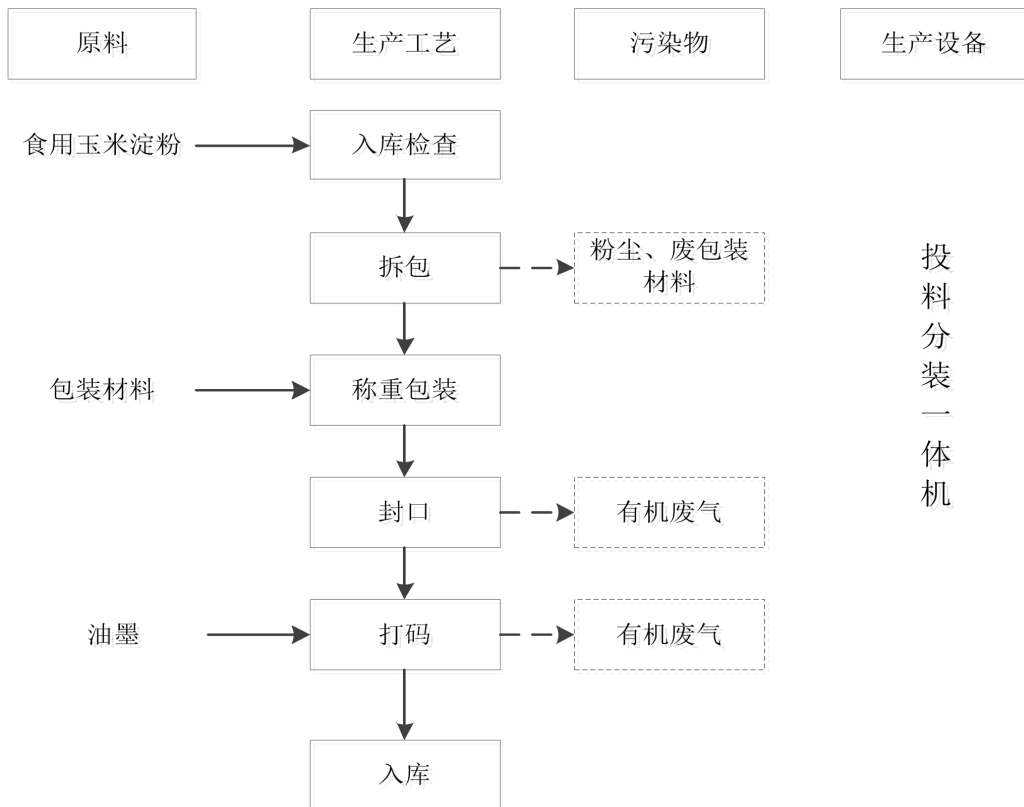 原料
生产工艺
污染物
生产设备
食用玉米淀粉
入库检查
拆包
粉尘、废包装
材料
包装材料
称重包装
封口
有机废气
油墨
打码
有机废气
入库
投料分装一体机